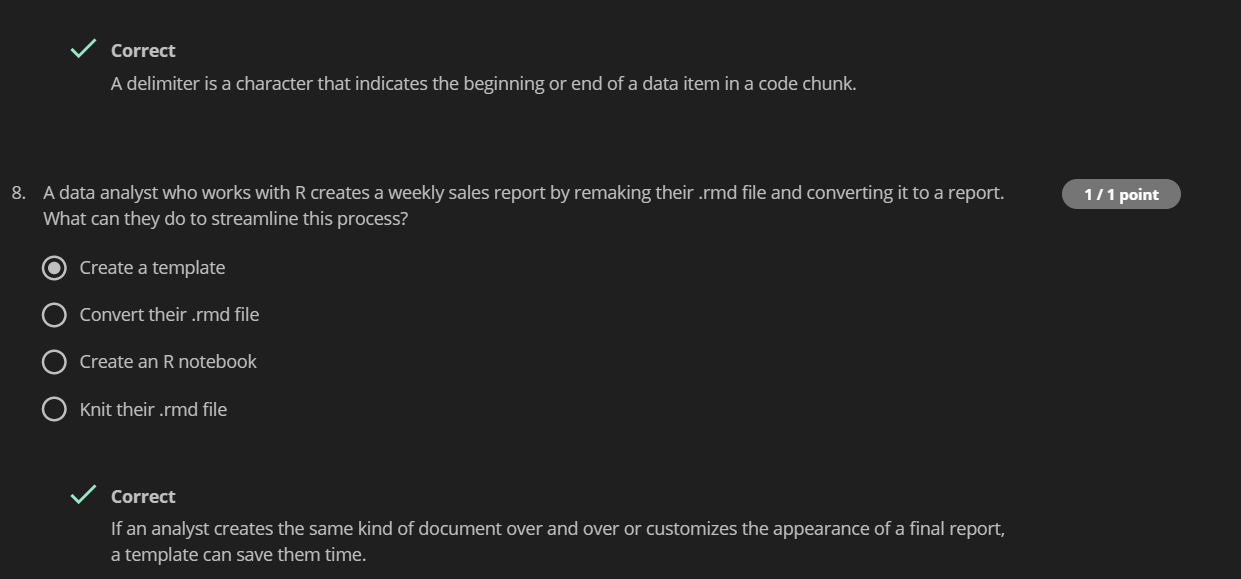 Correct
A delimiter is a character that indicates the beginning or end of a data item in a code chunk.
8. A data analyst who works with R creates a weekly sales report by remaking their .rmd file and converting it to a report.
1 / 1 point
What can they do to streamline this process?
Create a template
Convert their .rmd file
Create an R notebook
Knit their .rmd file
Correct
If an analyst creates the same kind of document over and over or customizes the appearance of a final report,
a template can save them time.